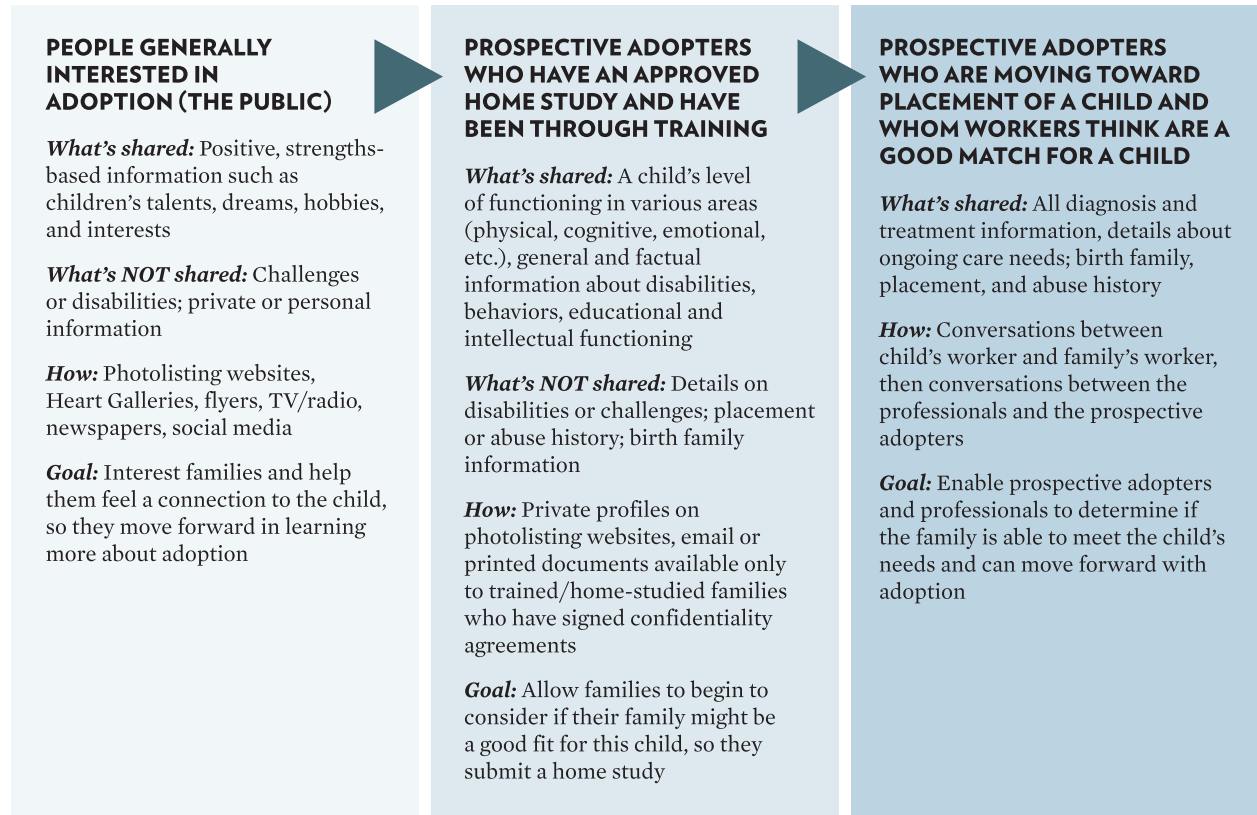 PEOPLE GENERALLY
INTERESTED IN
ADOPTION (THE PUBLIC)
What's shared: Positive, strengths-
based information such as
children's talents, dreams, hobbies,
and interests
What's NOT shared: Challenges
or disabilities; private or personal
information
How: Photolisting websites,
Heart Galleries, flyers, TV/radio,
newspapers, social media
Goal: Interest families and help
them feel a connection to the child,
so they move forward in learning
more about adoption
PROSPECTIVE ADOPTERS
WHO HAVE AN APPROVED
HOME STUDY AND HAVE
BEEN THROUGH TRAINING
What's shared: A child's level
of functioning in various areas
(physical, cognitive, emotional,
etc.), general and factual
information about disabilities,
behaviors, educational and
intellectual functioning
What's NOT shared: Details on
disabilities or challenges; placement
or abuse history; birth family
information
How: Private profiles on
photolisting websites, email or
printed documents available only
to trained/home-studied families
who have signed confidentiality
agreements
Goal: Allow families to begin to
consider if their family might be
a good fit for this child, so they
submit a home study
PROSPECTIVE ADOPTERS
WHO ARE MOVING TOWARD
PLACEMENT OF A CHILD AND
WHOM WORKERS THINK ARE A
GOOD MATCH FOR A CHILD
What's shared: All diagnosis and
treatment information, details about
ongoing care needs; birth family,
placement, and abuse history
How: Conversations between
child's worker and family's worker,
then conversations between the
professionals and the prospective
adopters
Goal: Enable prospective adopters
and professionals to determine if
the family is able to meet the child's
needs and can move forward with
adoption